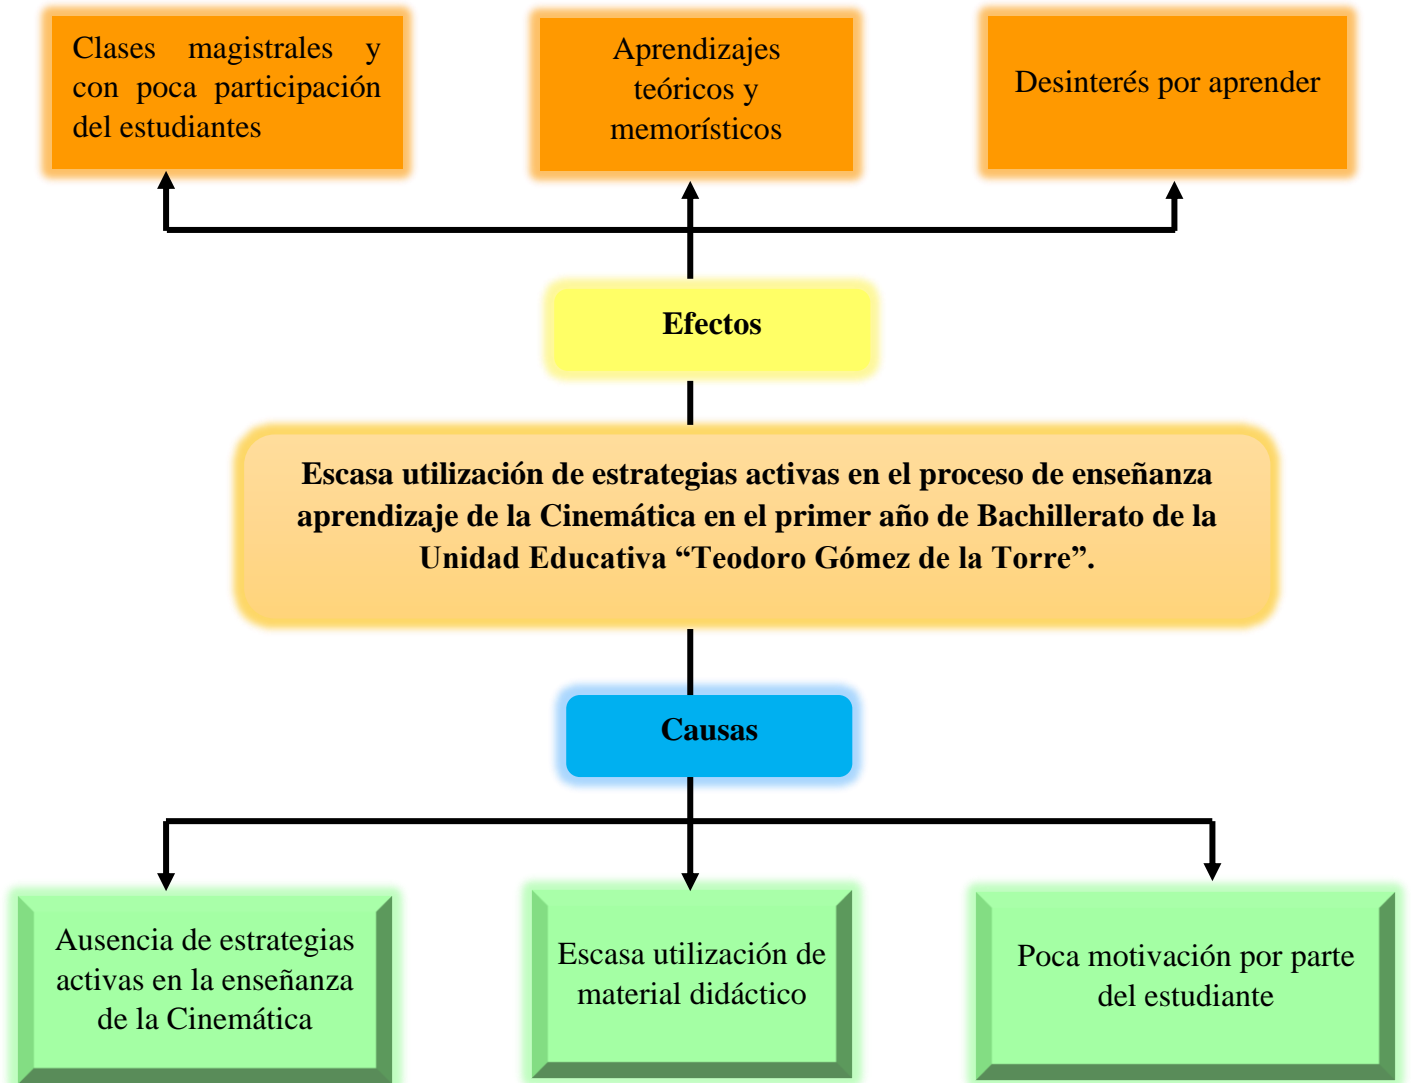 Clases magistrales y
con poca participación
del estudiantes
Aprendizajes
teóricos y
memorísticos
Desinterés por aprender
Efectos
Escasa utilización de estrategias activas en el proceso de enseñanza
aprendizaje de la Cinemática en el primer año de Bachillerato de la
Unidad Educativa “Teodoro Gómez de la Torre”.
Causas
Ausencia de estrategias
activas en la enseñanza
de la Cinemática
Escasa utilización de
material didáctico
Poca motivación por parte
del estudiante